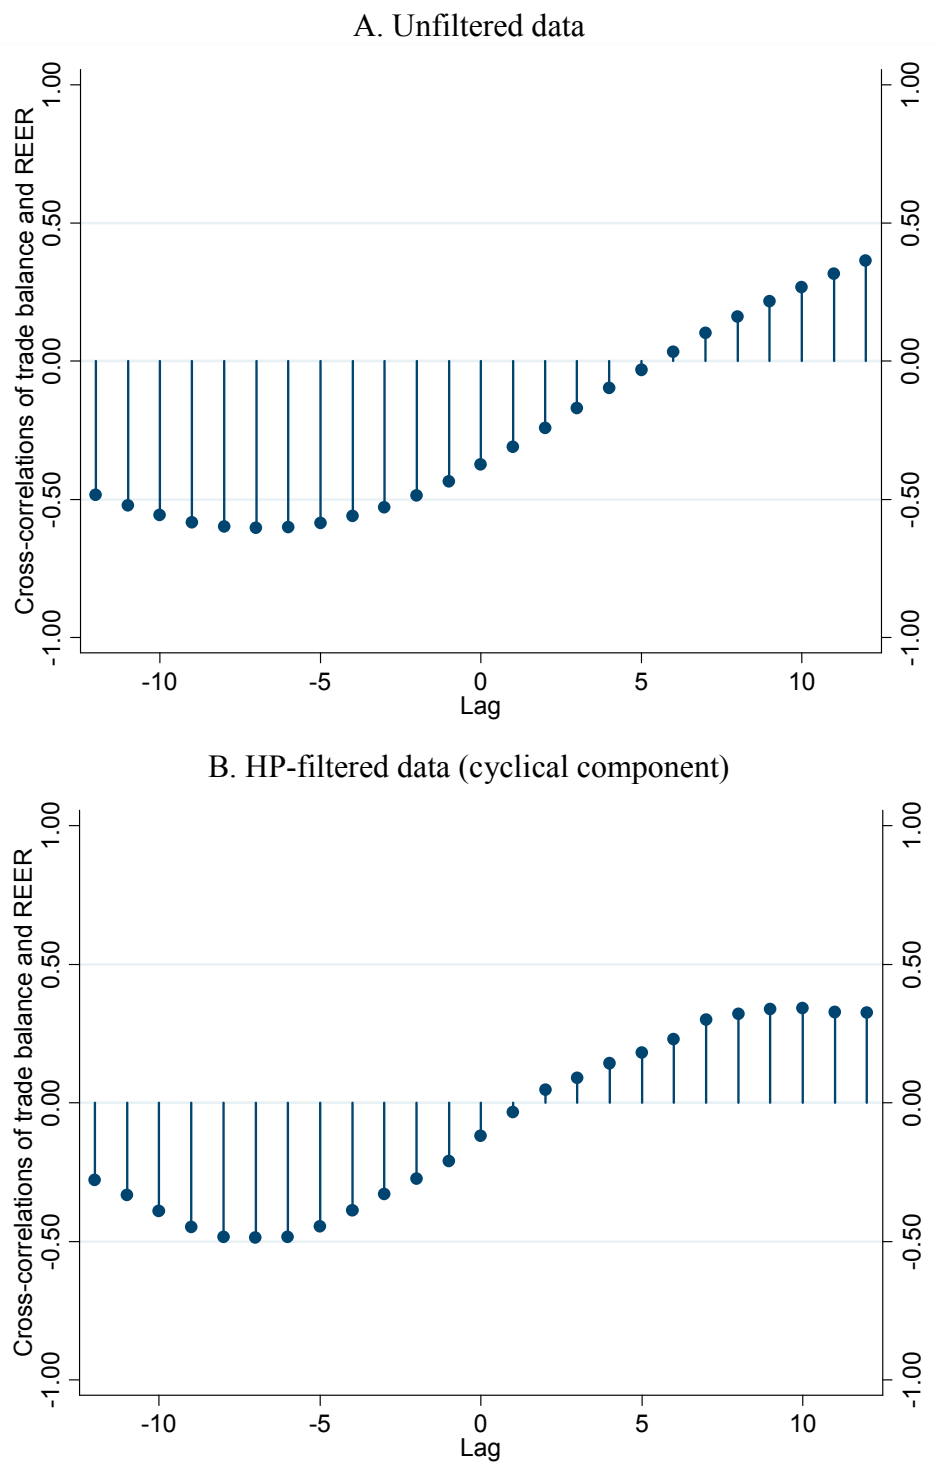 A. Unfiltered data
Cross-correlations of trade balance and REER
1.00
0.50
0.00
-0.50
-1.00
1.00
0.50
0.00
-0.50
-1.00
-10 -5 0 5 10
Lag
B. HP-filtered data (cyclical component)
Cross-correlations of trade balance and REER
1.00
0.50
0.00
-0.50
-1.00
1.00
0.50
0.00
-0.50
-1.00
-10 -5 0 5 10
Lag